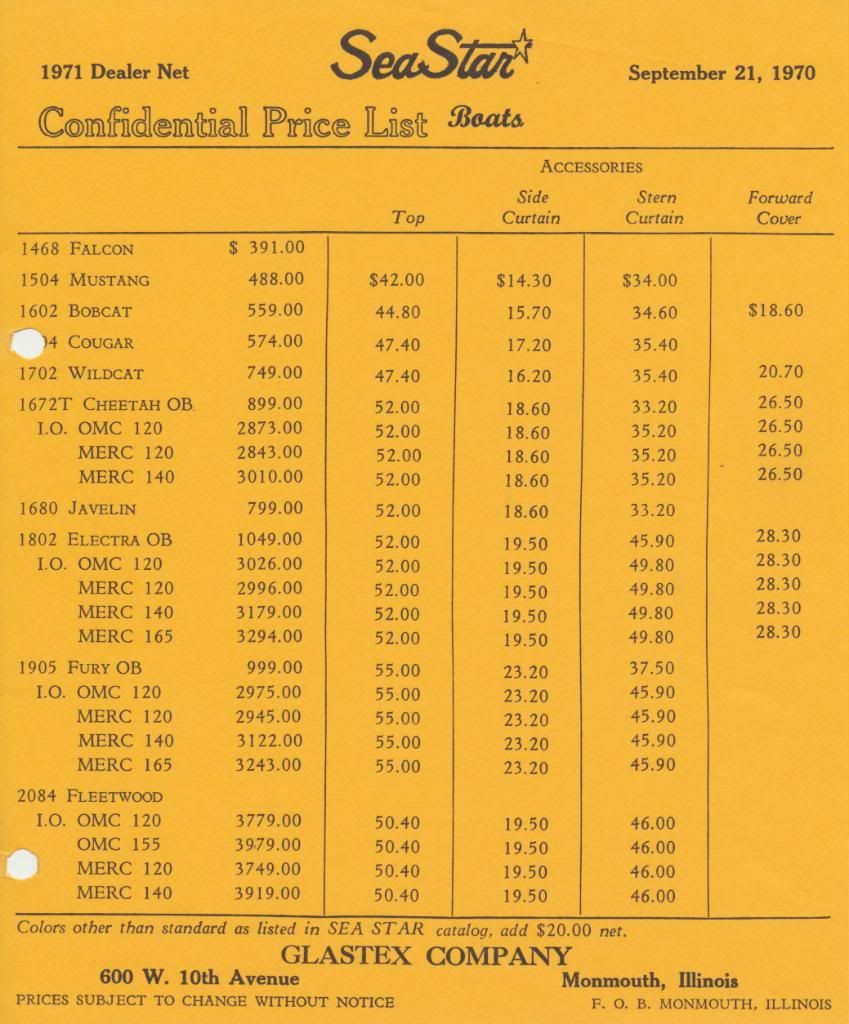 1971 Dealer Net SeaStar September 21, 1970
Confidential Price List Boats
ACCESSORIES
Top Side Curtain Stern Curtain Forward Cover
1468 FALCON $ 391.00
1504 MUSTANG 488.00 $42.00 $14.30 $34.00
1602 BOBCAT 559.00 44.80 15.70 34.60 $18.60
4 COUGAR 574.00 47.40 17.20 35.40
1702 WILDCAT 749.00 47.40 16.20 35.40 20.70
1672T CHEETAH OB. 899.00 52.00 18.60 33.20 26.50
I.O. OMC 120 2873.00 52.00 18.60 35.20 26.50
MERC 120 2843.00 52.00 18.60 35.20 26.50
MERC 140 3010.00 52.00 18.60 35.20 26.50
1680 JAVELIN 799.00 52.00 18.60 33.20
1802 ELECTRA OB 1049.00 52.00 19.50 45.90 28.30
I.O. OMC 120 3026.00 52.00 19.50 49.80 28.30
MERC 120 2996.00 52.00 19.50 49.80 28.30
MERC 140 3179.00 52.00 19.50 49.80 28.30
MERC 165 3294.00 52.00 19.50 49.80 28.30
1905 FURY OB 999.00 55.00 23.20 37.50
I.O. OMC 120 2975.00 55.00 23.20 45.90
MERC 120 2945.00 55.00 23.20 45.90
MERC 140 3122.00 55.00 23.20 45.90
MERC 165 3243.00 55.00 23.20 45.90
2084 FLEETWOOD
I.O. OMC 120 3779.00 50.40 19.50 46.00
OMC 155 3979.00 50.40 19.50 46.00
MERC 120 3749.00 50.40 19.50 46.00
MERC 140 3919.00 50.40 19.50 46.00
Colors other than standard as listed in SEA STAR catalog, add $20.00 net.
GLASTEX COMPANY
600 W. 10th Avenue Monmouth, Illinois
PRICES SUBJECT TO CHANGE WITHOUT NOTICE F. O. B. MONMOUTH, ILLINOIS